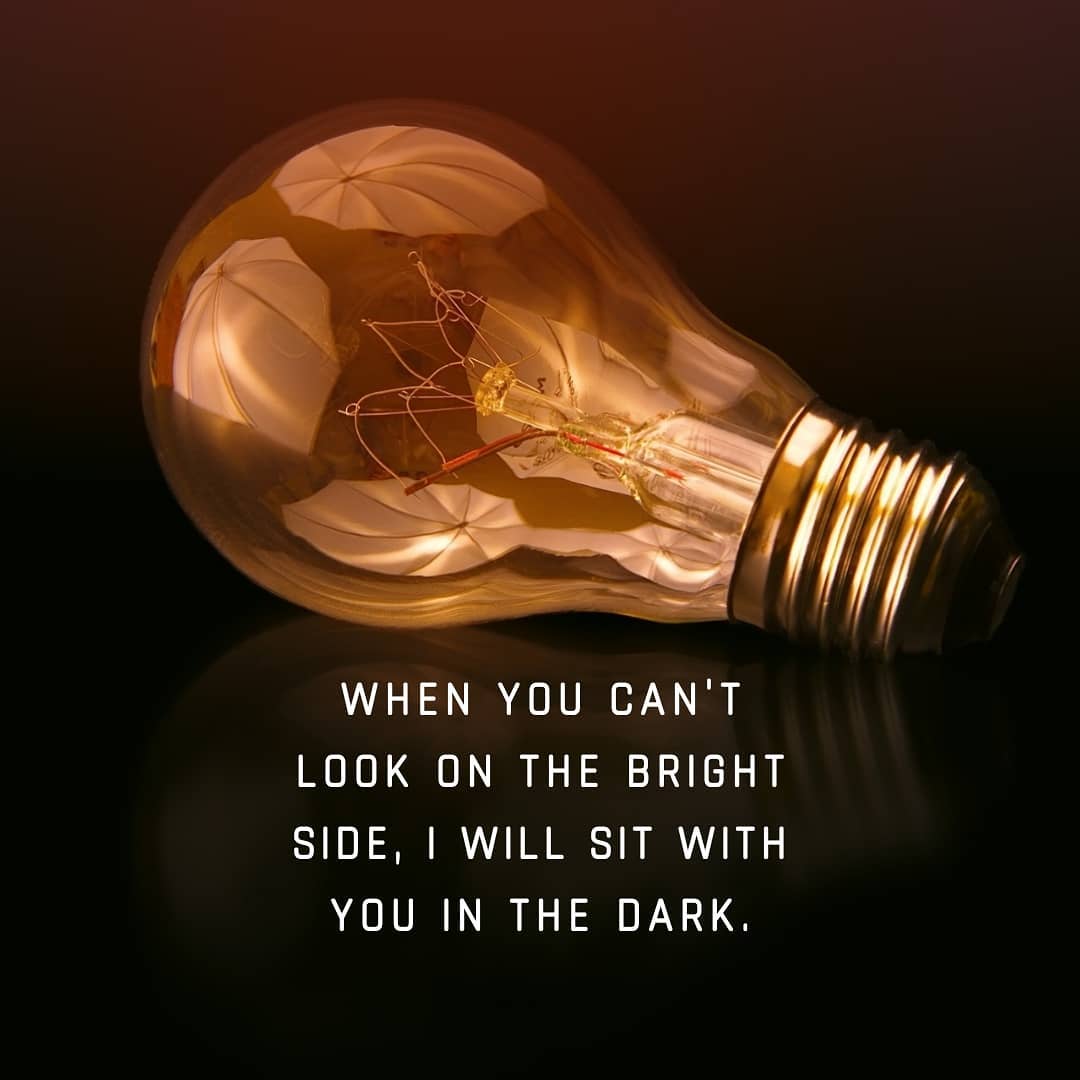 WHEN YOU CAN'T
LOOK ON THE BRIGHT
SIDE, I WILL SIT WITH
YOU IN THE DARK.